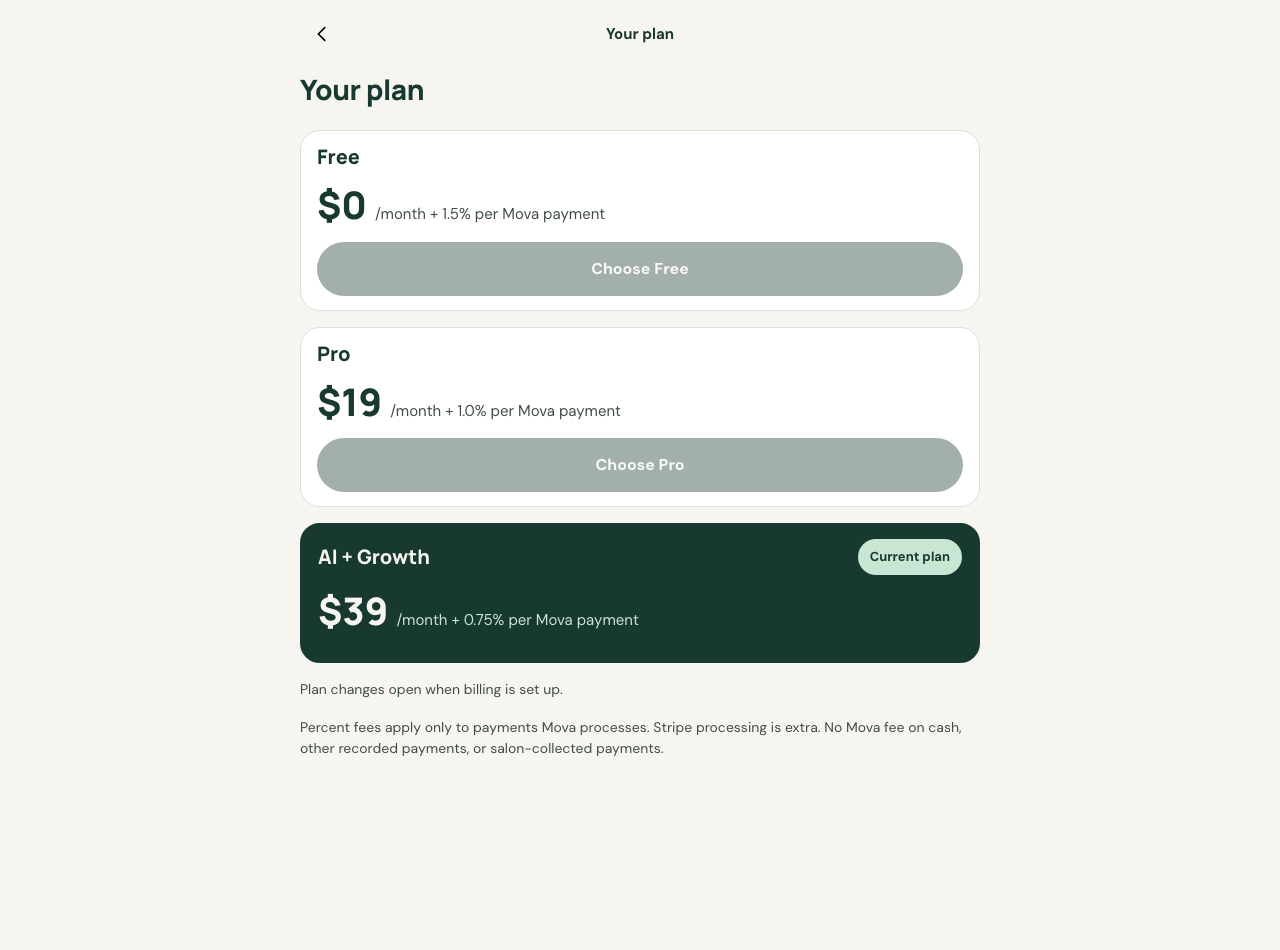 Your plan
Your plan
Free
$0 /month + 1.5% per Mova payment
Choose Free
Pro
$19 /month + 1.0% per Mova payment
Choose Pro
AI + Growth
Current plan
$39 /month + 0.75% per Mova payment
Plan changes open when billing is set up.
Percent fees apply only to payments Mova processes. Stripe processing is extra. No Mova fee on cash,
other recorded payments, or salon-collected payments.